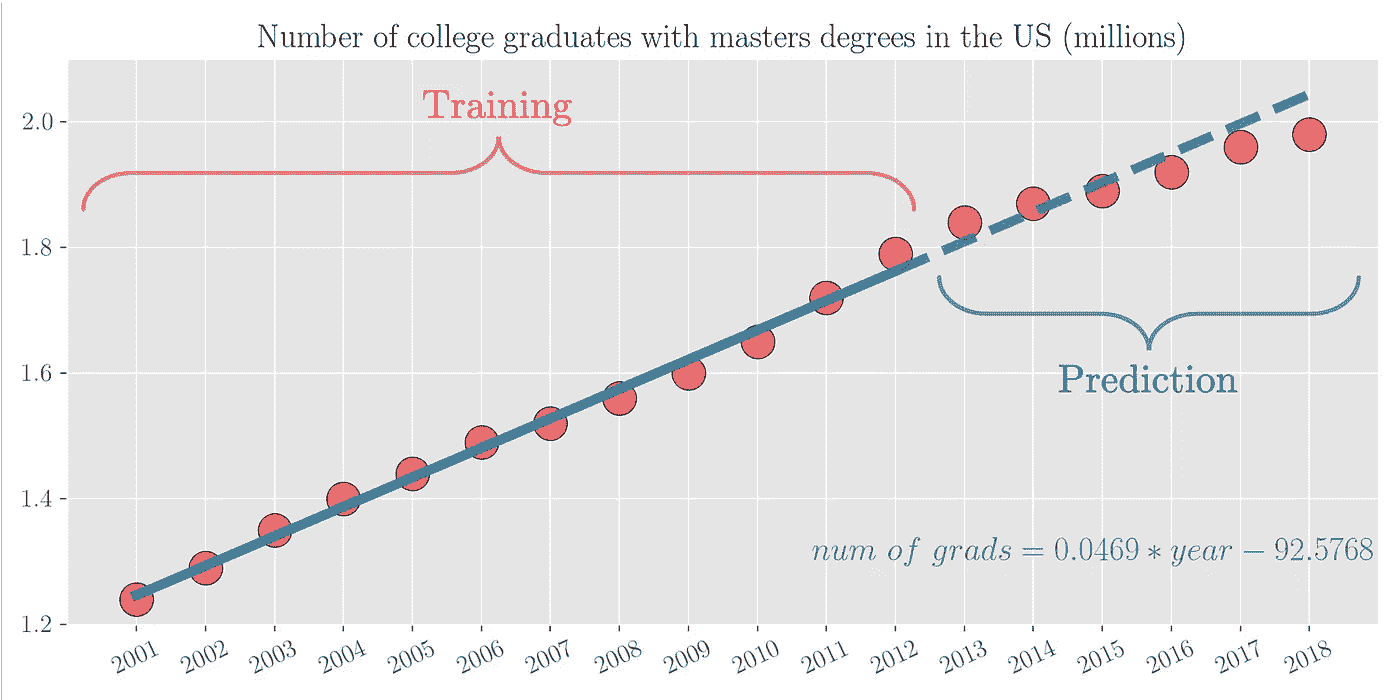 Number of college graduates with masters degrees in the US (millions)
Training
2.0
1.8
1.6
1.4
1.2
Prediction
num of grads = 0.0469 * year − 92.5768
2001 2002 2003 2004 2005 2006 2007 2008 2009 2010 2011 2012 2013 2014 2015 2016 2017 2018